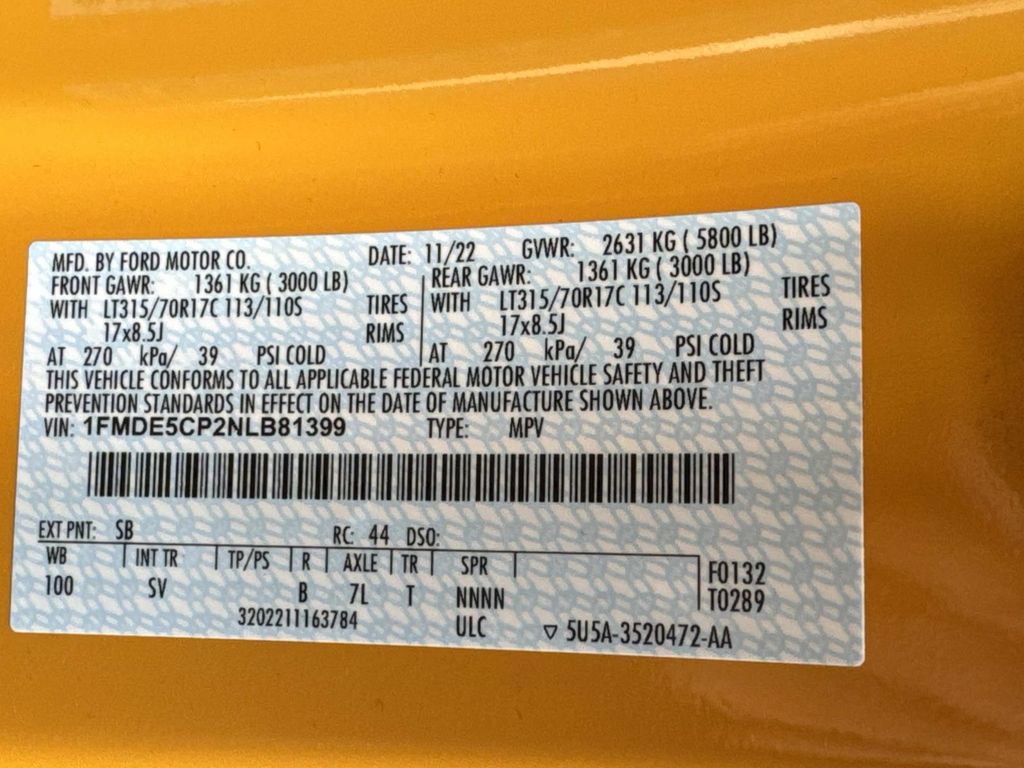 MFD. BY FORD MOTOR CO. DATE: 11/22 GVWR: 2631 KG ( 5800 LB)
FRONT GAWR: 1361 KG ( 3000 LB) REAR GAWR: 1361 KG ( 3000 LB)
WITH LT315/70R17C 113/110S TIRES WITH LT315/70R17C 113/110S TIRES
17x8.5J RIMS 17x8.5J RIMS
AT 270 kPa/ 39 PSI COLD AT 270 kPa/ 39 PSI COLD
THIS VEHICLE CONFORMS TO ALL APPLICABLE FEDERAL MOTOR VEHICLE SAFETY AND THEFT
PREVENTION STANDARDS IN EFFECT ON THE DATE OF MANUFACTURE SHOWN ABOVE.
VIN: 1FMDE5CP2NLB81399 TYPE: MPV
EXT PNT: SB RC: 44 DSO:
WB INT TR TP/PS R AXLE TR SPR F0132
100 SV B 7L T NNNN T0289
3202211163784 ULC ▽ 5U5A-3520472-AA